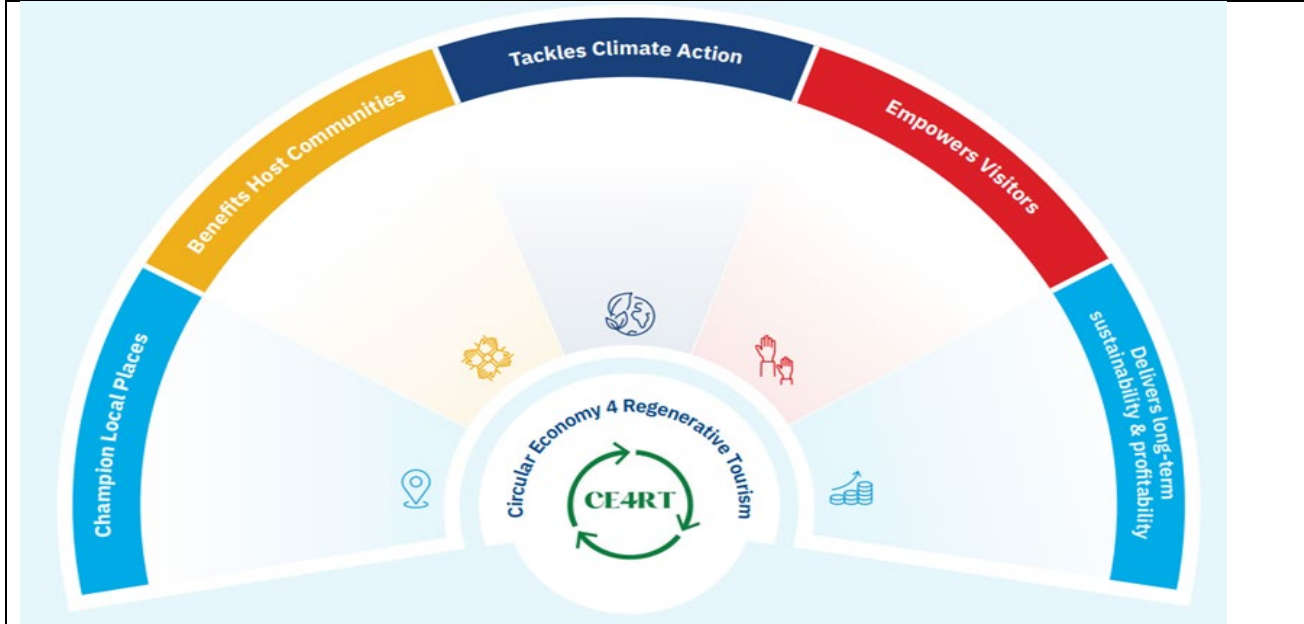 Tackles Climate Action
Benefits Host Communities
Empowers Visitors
Champion Local Places
Delivers long-term
sustainability & profitability
Circular Economy 4 Regenerative Tourism
CE4RT